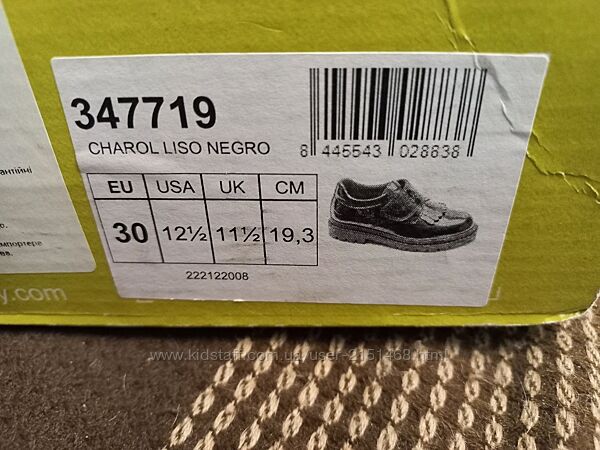 347719
CHAROL LISO NEGRO
8 445543 028838
EU USA UK CM
30 12½ 11½ 19,3
222122008
y.com
www.kidstaff.com.ua/user-2151468.html